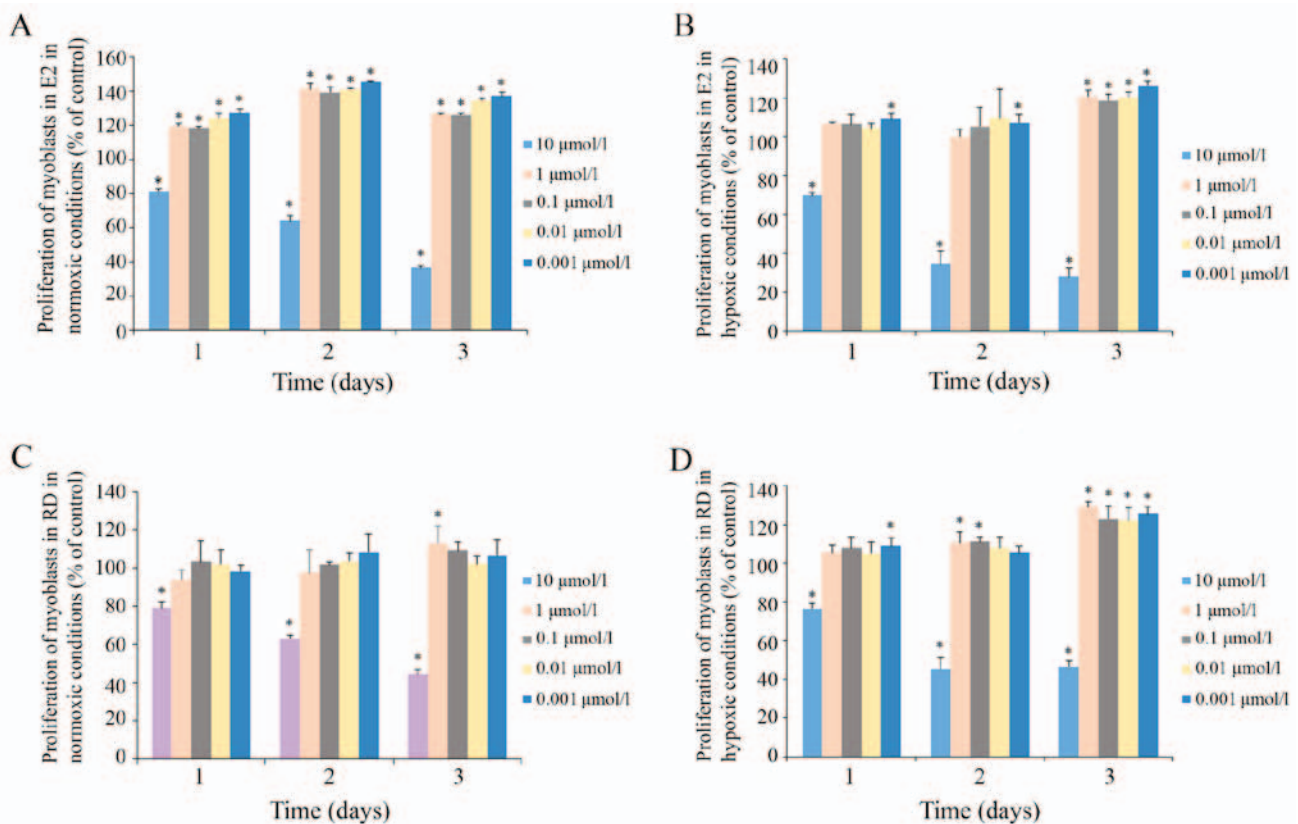 A
Proliferation of myoblasts in E2 in
normoxic conditions (% of control)
160
140
120
100
80
60
40
20
0
* * * * *
* * * * *
* * * * *
1 2 3
Time (days)
10 μmol/l
1 μmol/l
0.1 μmol/l
0.01 μmol/l
0.001 μmol/l
B
Proliferation of myoblasts in E2 in
hypoxic conditions (% of control)
140
120
100
80
60
40
20
0
* *
* *
* * * * *
1 2 3
Time (days)
10 μmol/l
1 μmol/l
0.1 μmol/l
0.01 μmol/l
0.001 μmol/l
C
Proliferation of myoblasts in RD in
normoxic conditions (% of control)
140
120
100
80
60
40
20
0
*
*
* *
1 2 3
Time (days)
10 μmol/l
1 μmol/l
0.1 μmol/l
0.01 μmol/l
0.001 μmol/l
D
Proliferation of myoblasts in RD in
hypoxic conditions (% of control)
140
120
100
80
60
40
20
0
* *
* * *
* * * * *
1 2 3
Time (days)
10 μmol/l
1 μmol/l
0.1 μmol/l
0.01 μmol/l
0.001 μmol/l